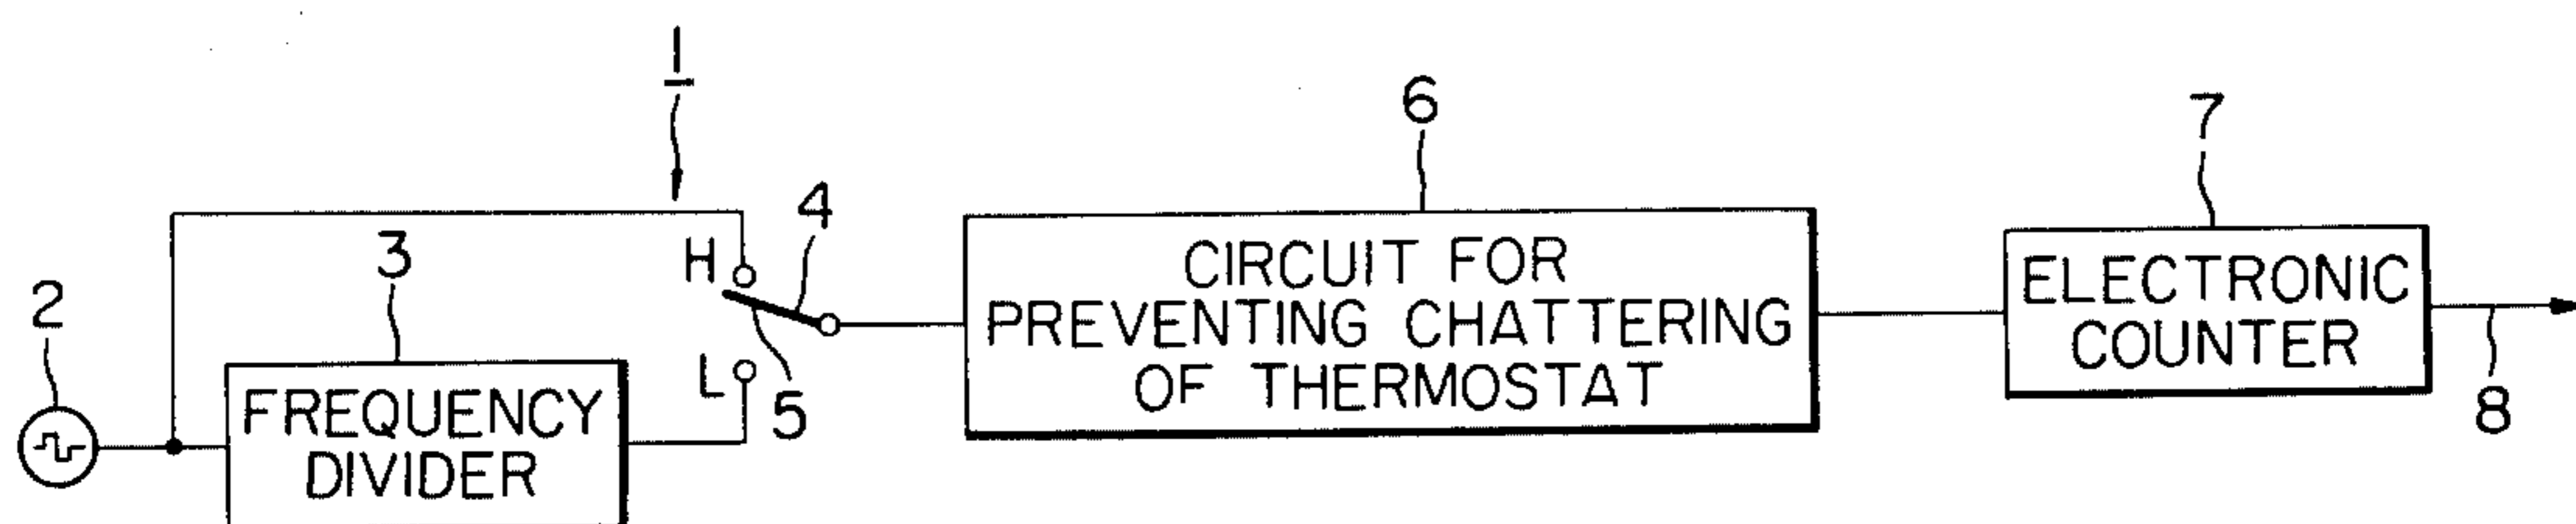 1
2
3
4
5
6
7
8
H
L
FREQUENCY
DIVIDER
CIRCUIT FOR
PREVENTING CHATTERING
OF THERMOSTAT
ELECTRONIC
COUNTER